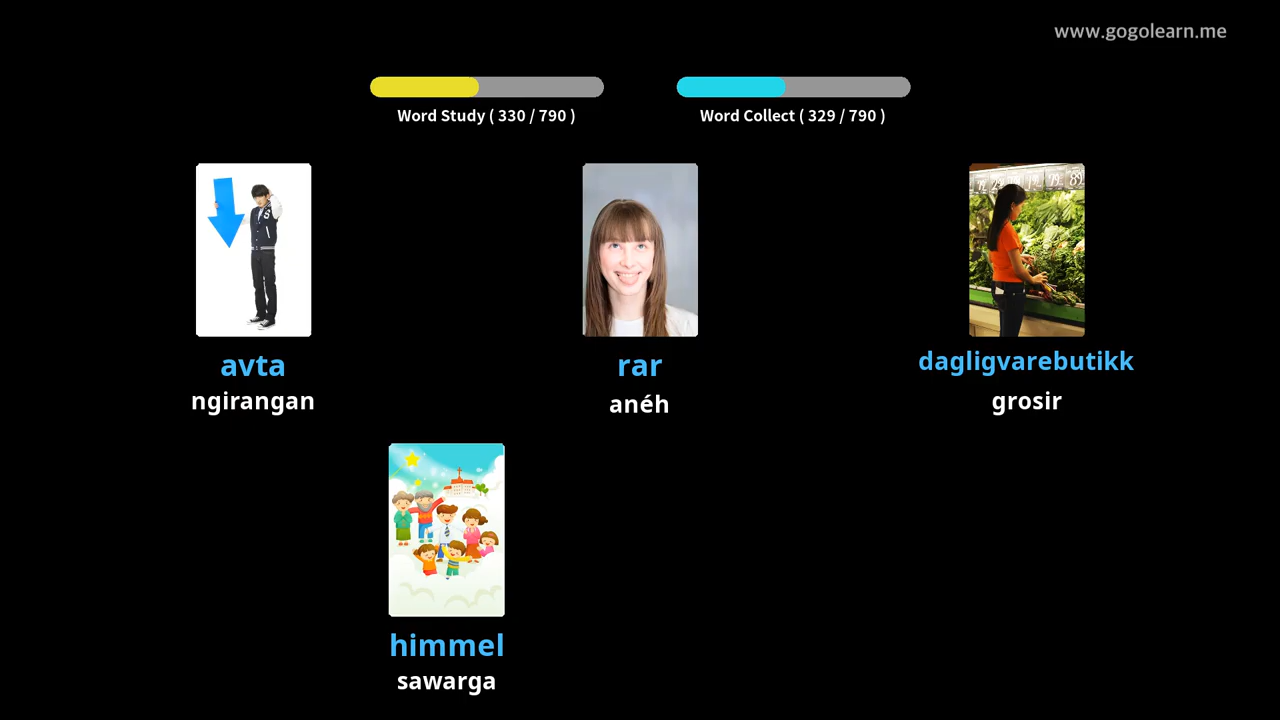 www.gogolearn.me
Word Study ( 330 / 790 )
Word Collect ( 329 / 790 )
avta
ngirangan
rar
anéh
dagligvarebutikk
grosir
himmel
sawarga